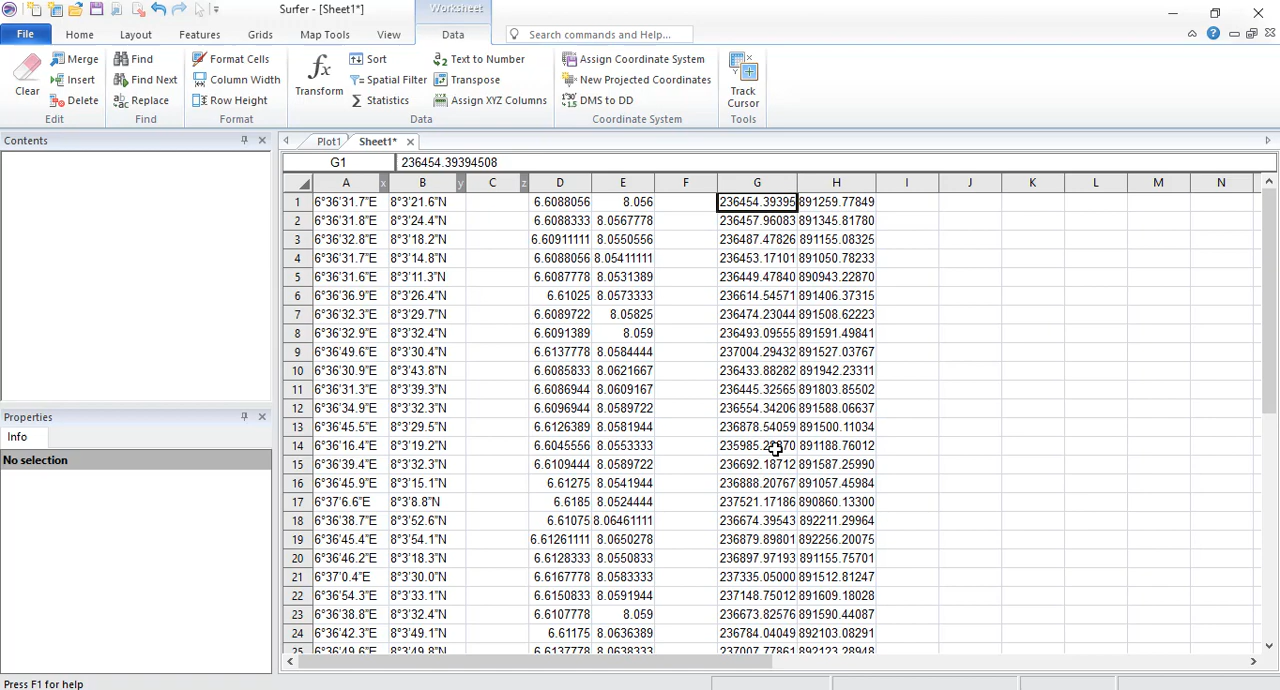 Surfer - [Sheet1*]
Worksheet
File Home Layout Features Grids Map Tools View Data Search commands and Help...
Merge Find Format Cells Sort Text to Number Assign Coordinate System
Clear Insert Find Next Column Width Transform Spatial Filter Transpose New Projected Coordinates Track Cursor
Delete Replace Row Height Statistics Assign XYZ Columns DMS to DD
Edit Find Format Data Coordinate System Tools
Contents Plot1 Sheet1*
G1 236454.39394508
A x B y C z D E F G H I J K L M N
1 6°36'31.7"E 8°3'21.6"N 6.6088056 8.056 236454.39395 891259.77849
2 6°36'31.8"E 8°3'24.4"N 6.6088333 8.0567778 236457.96083 891345.81780
3 6°36'32.8"E 8°3'18.2"N 6.60911111 8.0550556 236487.47826 891155.08325
4 6°36'31.7"E 8°3'14.8"N 6.6088056 8.05411111 236453.17101 891050.78233
5 6°36'31.6"E 8°3'11.3"N 6.6087778 8.0531389 236449.47840 890943.22870
6 6°36'36.9"E 8°3'26.4"N 6.61025 8.0573333 236614.54571 891406.37315
7 6°36'32.3"E 8°3'29.7"N 6.6089722 8.05825 236474.23044 891508.62223
8 6°36'32.9"E 8°3'32.4"N 6.6091389 8.059 236493.09555 891591.49841
9 6°36'49.6"E 8°3'30.4"N 6.6137778 8.0584444 237004.29432 891527.03767
10 6°36'30.9"E 8°3'43.8"N 6.6085833 8.0621667 236433.88282 891942.23311
11 6°36'31.3"E 8°3'39.3"N 6.6086944 8.0609167 236445.32565 891803.85502
12 6°36'34.9"E 8°3'32.3"N 6.6096944 8.0589722 236554.34206 891588.06637
13 6°36'45.5"E 8°3'29.5"N 6.6126389 8.0581944 236878.54059 891500.11034
14 6°36'16.4"E 8°3'19.2"N 6.6045556 8.0553333 891188.76012
15 6°36'39.4"E 8°3'32.3"N 6.6109444 8.0589722 236692.18712 891587.25990
16 6°36'45.9"E 8°3'15.1"N 6.61275 8.0541944 236888.20767 891057.45984
17 6°37'6.6"E 8°3'8.8"N 6.6185 8.0524444 237521.17186 890860.13300
18 6°36'38.7"E 8°3'52.6"N 6.61075 8.06461111 236674.39543 892211.29964
19 6°36'45.4"E 8°3'54.1"N 6.61261111 8.0650278 236879.89801 892256.20075
20 6°36'46.2"E 8°3'18.3"N 6.6128333 8.0550833 236897.97193 891155.75701
21 6°37'0.4"E 8°3'30.0"N 6.6167778 8.0583333 237335.05000 891512.81247
22 6°36'54.3"E 8°3'33.1"N 6.6150833 8.0591944 237148.75012 891609.18028
23 6°36'38.8"E 8°3'32.4"N 6.6107778 8.059 236673.82576 891590.44087
24 6°36'42.3"E 8°3'49.1"N 6.61175 8.0636389 236784.04049 892103.08291
25 6°36'49.6"E 8°3'49.8"N 6.6137778 8.0638333 237007.77861 892123.28948
Properties
Info
No selection
Press F1 for help